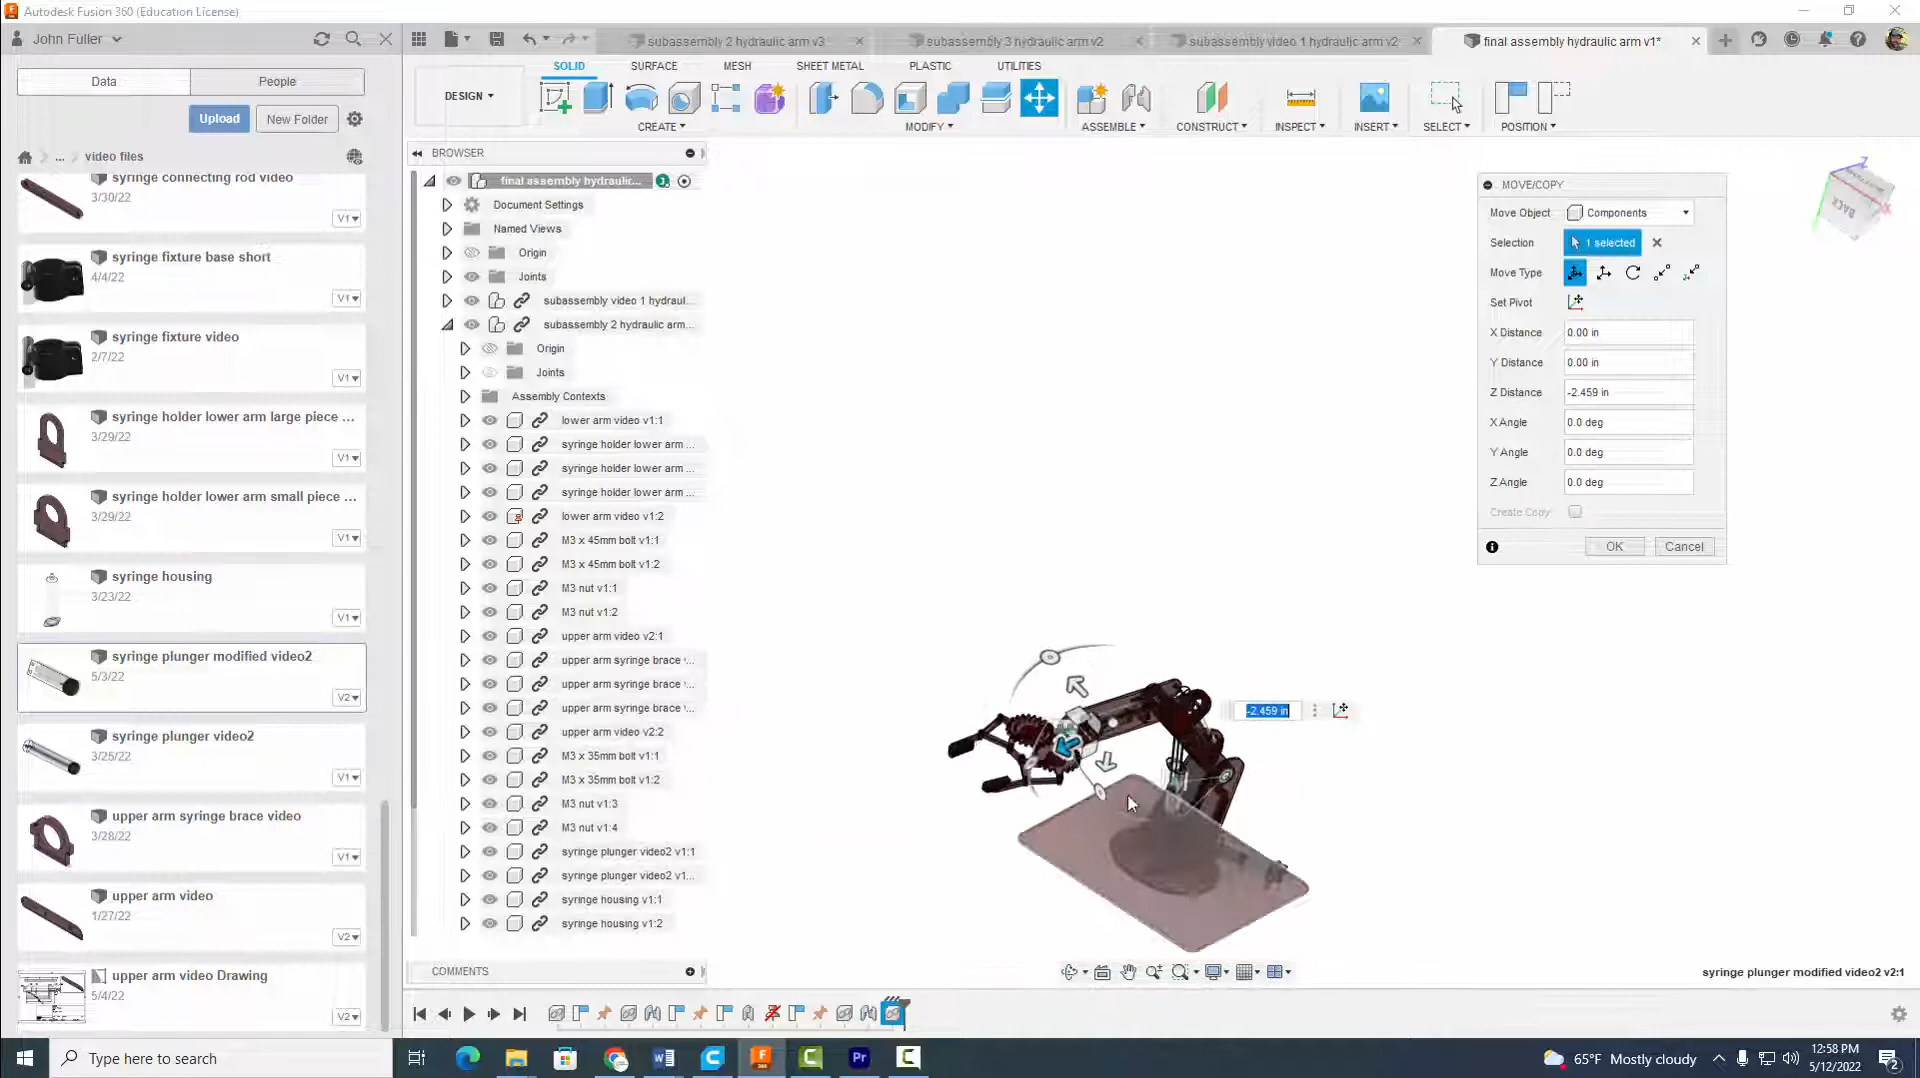 Autodesk Fusion 360 (Education License)
John Fuller
subassembly 2 hydraulic arm v3
subassembly 3 hydraulic arm v2
subassembly video 1 hydraulic arm v2
final assembly hydraulic arm v1*
Data
People
Upload
New Folder
... video files
syringe connecting rod video
3/30/22
V1
syringe fixture base short
4/4/22
V1
syringe fixture video
2/7/22
V1
syringe holder lower arm large piece ...
3/29/22
V1
syringe holder lower arm small piece ...
3/29/22
V1
syringe housing
3/23/22
V1
syringe plunger modified video2
5/3/22
V2
syringe plunger video2
3/25/22
V1
upper arm syringe brace video
3/28/22
V1
upper arm video
1/27/22
V2
upper arm video Drawing
5/4/22
V2
DESIGN
SOLID
SURFACE
MESH
SHEET METAL
PLASTIC
UTILITIES
CREATE
MODIFY
ASSEMBLE
CONSTRUCT
INSPECT
INSERT
SELECT
POSITION
BROWSER
final assembly hydraulic...
Document Settings
Named Views
Origin
Joints
subassembly video 1 hydraul...
subassembly 2 hydraulic arm...
Origin
Joints
Assembly Contexts
lower arm video v1:1
syringe holder lower arm ...
syringe holder lower arm ...
syringe holder lower arm ...
lower arm video v1:2
M3 x 45mm bolt v1:1
M3 x 45mm bolt v1:2
M3 nut v1:1
M3 nut v1:2
upper arm video v2:1
upper arm syringe brace ...
upper arm syringe brace ...
upper arm syringe brace ...
upper arm video v2:2
M3 x 35mm bolt v1:1
M3 x 35mm bolt v1:2
M3 nut v1:3
M3 nut v1:4
syringe plunger video2 v1:1
syringe plunger video2 v1...
syringe housing v1:1
syringe housing v1:2
COMMENTS
MOVE/COPY
Move Object
Components
Selection
1 selected
Move Type
Set Pivot
X Distance
0.00 in
Y Distance
0.00 in
Z Distance
-2.459 in
X Angle
0.0 deg
Y Angle
0.0 deg
Z Angle
0.0 deg
Create Copy
OK
Cancel
Z
BACK
-2.459 in
syringe plunger modified video2 v2:1
Type here to search
65°F Mostly cloudy
12:58 PM
5/12/2022